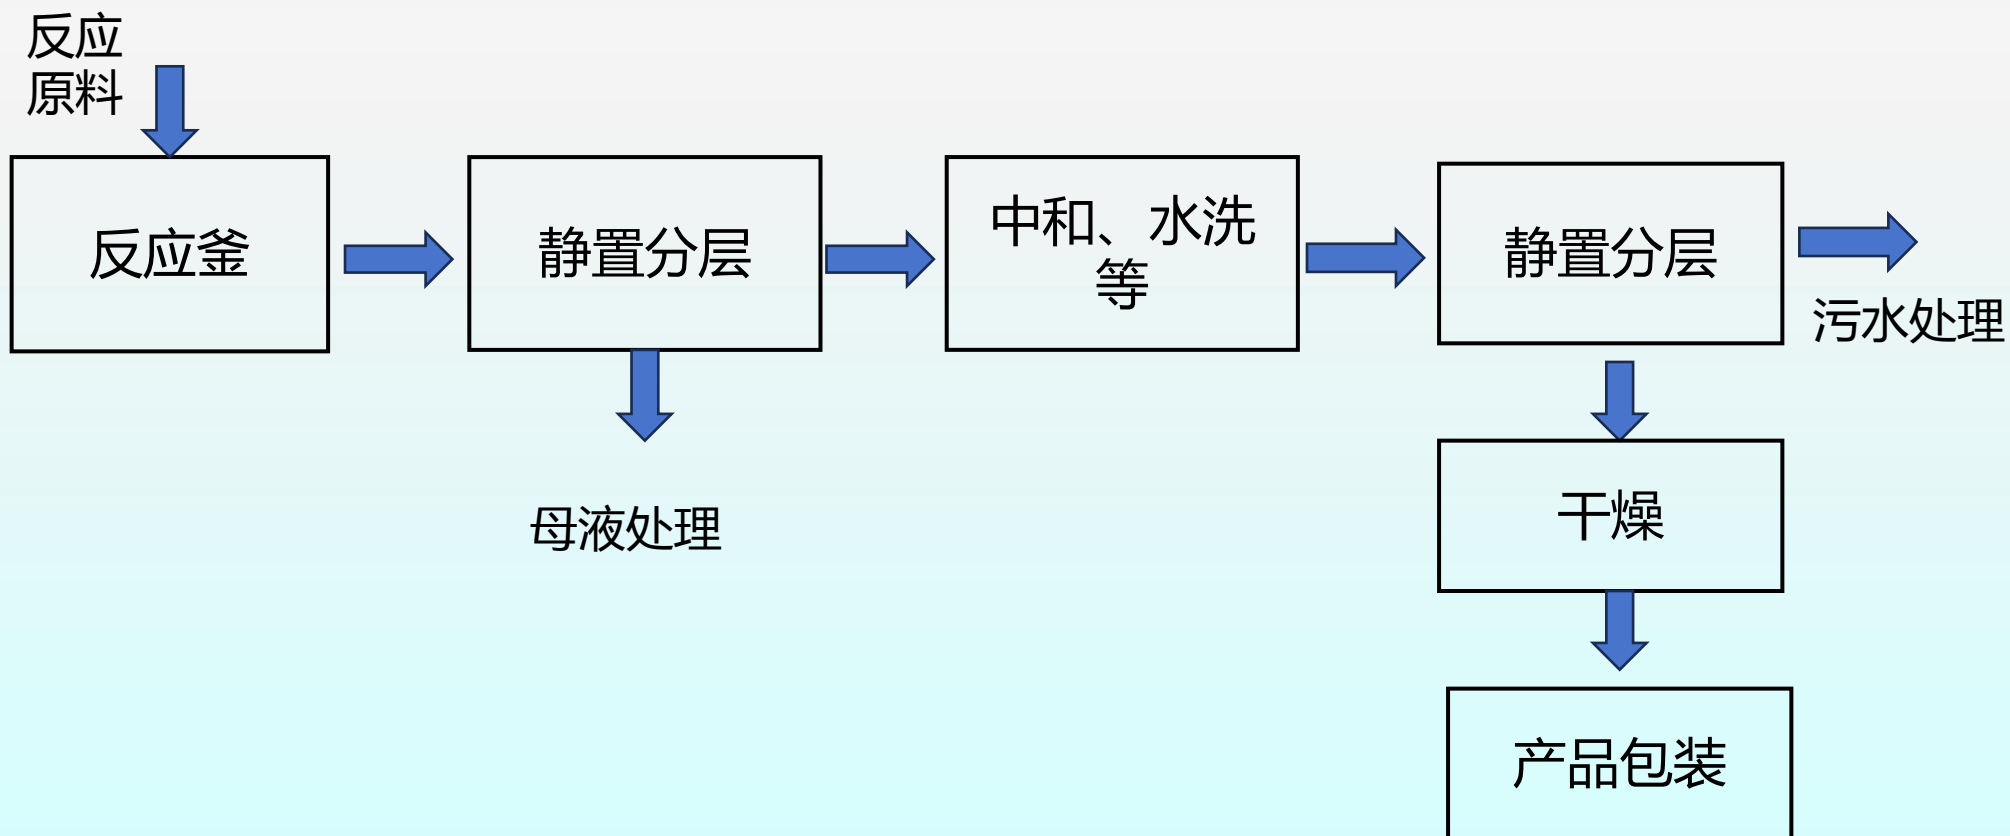 反应
原料
反应釜
静置分层
中和、水洗
等
静置分层
污水处理
母液处理
干燥
产品包装